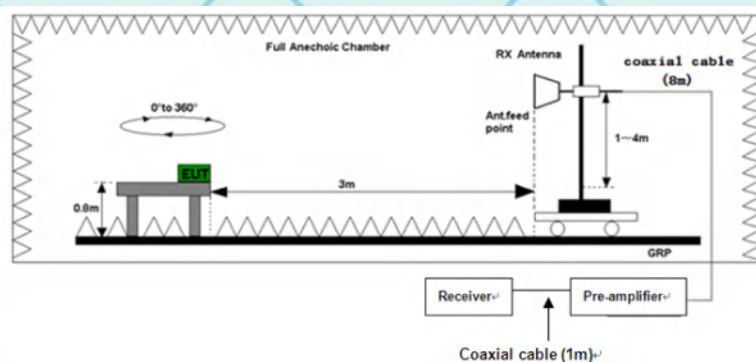 Full Anechoic Chamber
RX Antenna
coaxial cable
(8m)
0°to 360°
Ant.feed
point
1～4m
EUT
3m
0.8m
GRP
Receiver↵
Pre-amplifier↵
Coaxial cable (1m)↵